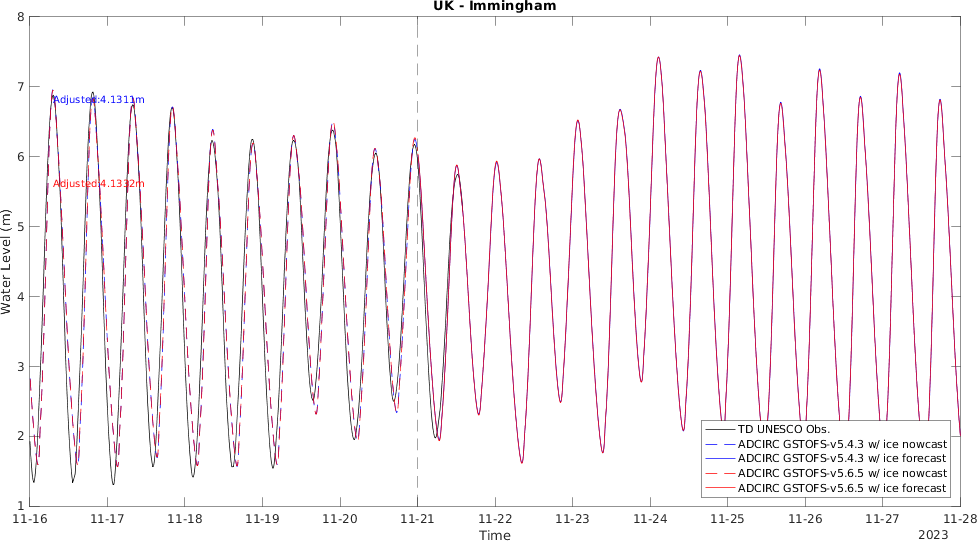 UK - Immingham
8
7
6
5
4
3
2
1
Water Level (m)
Adjusted:4.1311m
Adjusted:4.1332m
TD UNESCO Obs.
ADCIRC GSTOFS-v5.4.3 w/ ice nowcast
ADCIRC GSTOFS-v5.4.3 w/ ice forecast
ADCIRC GSTOFS-v5.6.5 w/ ice nowcast
ADCIRC GSTOFS-v5.6.5 w/ ice forecast
11-16 11-17 11-18 11-19 11-20 11-21 11-22 11-23 11-24 11-25 11-26 11-27 11-28
Time
2023